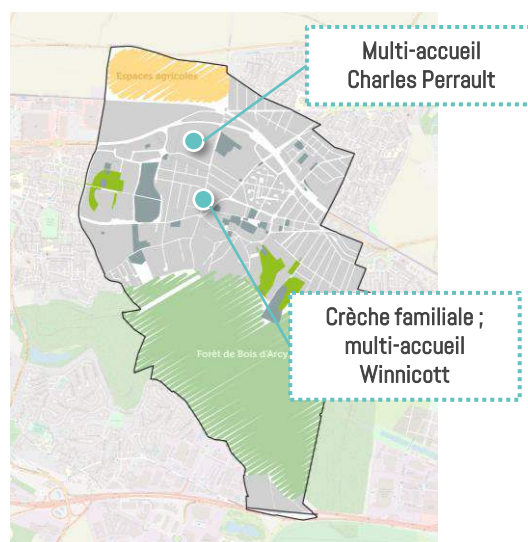 Espaces agricoles
Multi-accueil
Charles Perrault
Crèche familiale ;
multi-accueil
Winnicott
Forêt de Bois d'Arcy